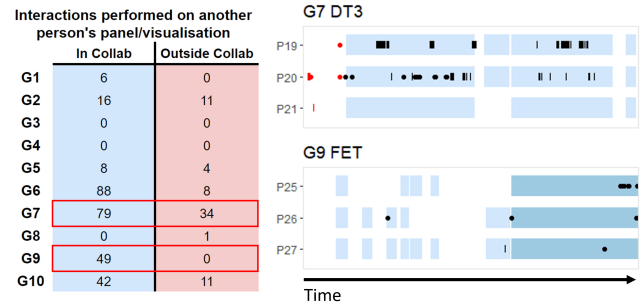 Interactions performed on another
person's panel/visualisation
In Collab Outside Collab
G1 6 0
G2 16 11
G3 0 0
G4 0 0
G5 8 4
G6 88 8
G7 79 34
G8 0 1
G9 49 0
G10 42 11
G7 DT3
P19
P20
P21
G9 FET
P25
P26
P27
Time